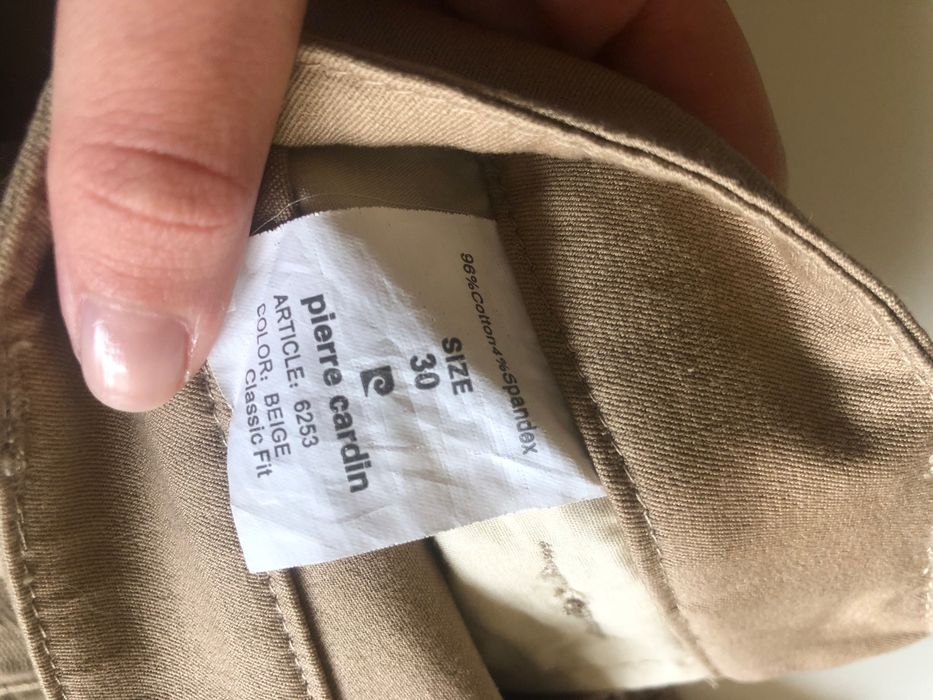 96%Cotton4%Spandex
SIZE
30
pierre cardin
ARTICLE: 6253
COLOR: BEIGE
Classic Fit